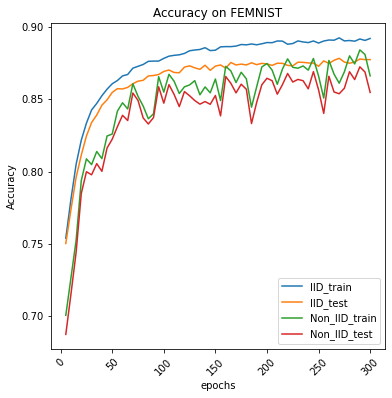 Accuracy on FEMNIST
0.90
0.85
0.80
0.75
0.70
Accuracy
0
50
100
150
200
250
300
epochs
IID_train
IID_test
Non_IID_train
Non_IID_test